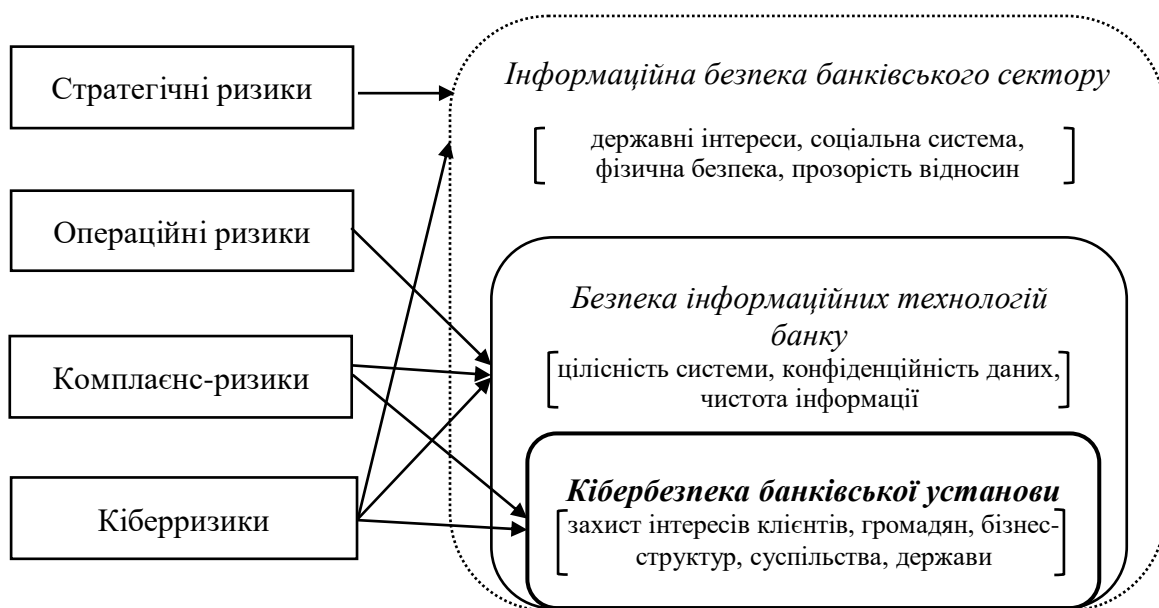 Стратегічні ризики
Операційні ризики
Комплаєнс-ризики
Кіберризики
Інформаційна безпека банківського сектору
державні інтереси, соціальна система,
фізична безпека, прозорість відносин
Безпека інформаційних технологій
банку
цілісність системи, конфіденційність даних,
чистота інформації
Кібербезпека банківської установи
захист інтересів клієнтів, громадян, бізнес-
структур, суспільства, держави